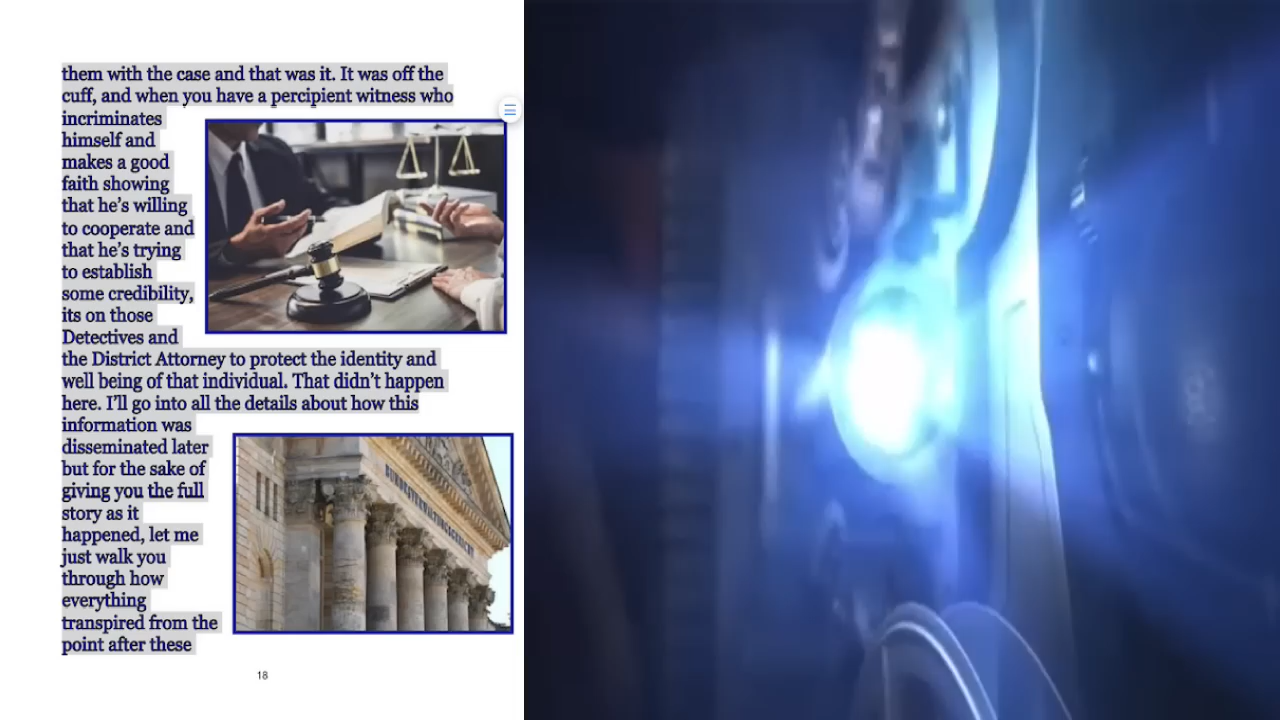 them with the case and that was it. It was off the
cuff, and when you have a percipient witness who
incriminates
himself and
makes a good
faith showing
that he's willing
to cooperate and
that he's trying
to establish
some credibility,
its on those
Detectives and
the District Attorney to protect the identity and
well being of that individual. That didn't happen
here. I'll go into all the details about how this
information was
disseminated later
but for the sake of
giving you the full
story as it
happened, let me
just walk you
through how
everything
transpired from the
point after these
BUNDESVERWALTUNGSGERICHT
18